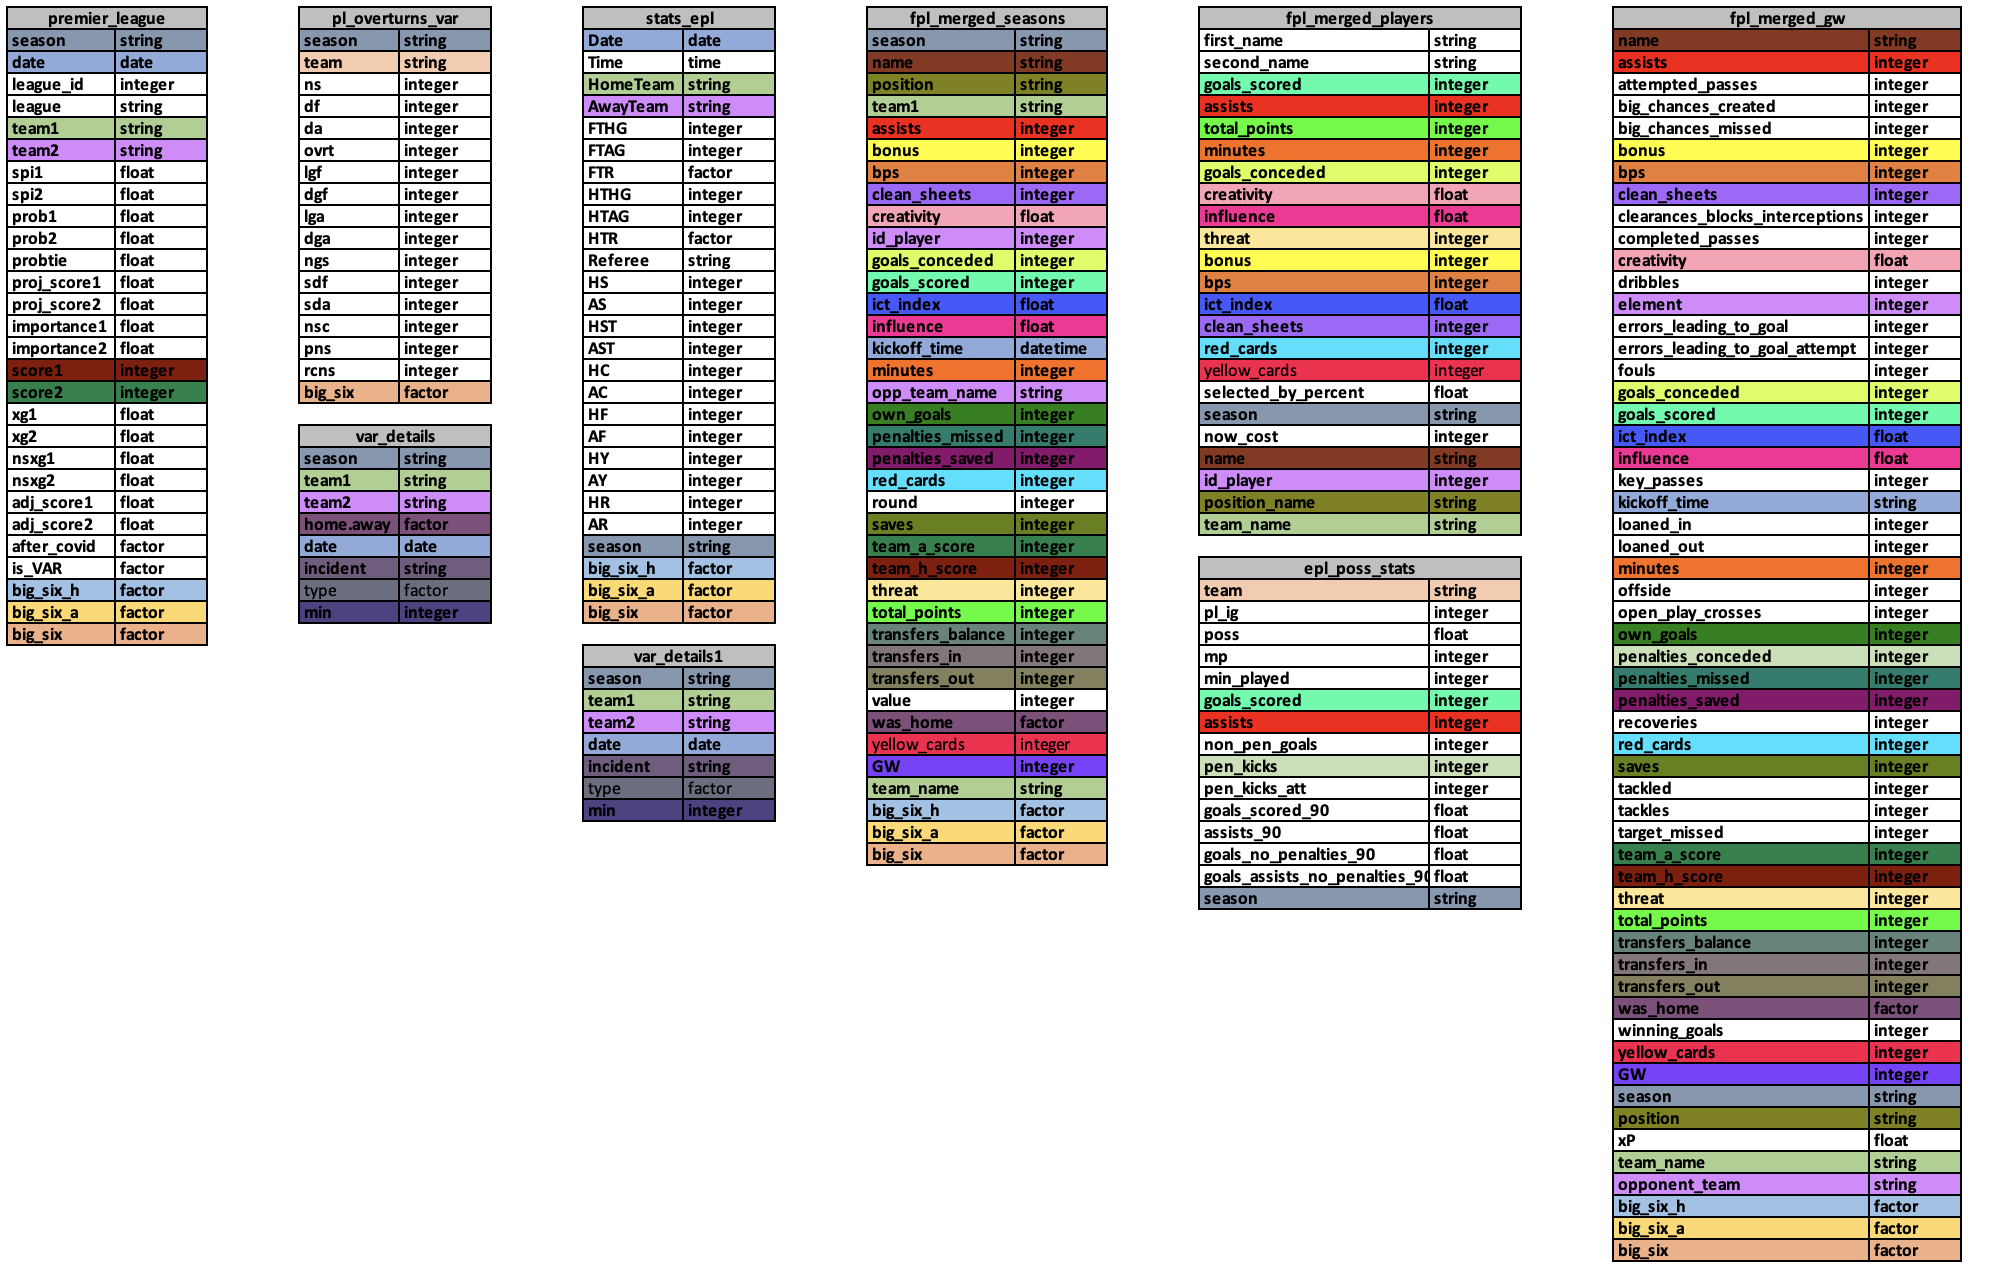 premier_league
season string
date date
league_id integer
league string
team1 string
team2 string
spi1 float
spi2 float
prob1 float
prob2 float
probtie float
proj_score1 float
proj_score2 float
importance1 float
importance2 float
score1 integer
score2 integer
xg1 float
xg2 float
nsxg1 float
nsxg2 float
adj_score1 float
adj_score2 float
after_covid factor
is_VAR factor
big_six_h factor
big_six_a factor
big_six factor
pl_overturns_var
season string
team string
ns integer
df integer
da integer
ovrt integer
lgf integer
dgf integer
lga integer
dga integer
ngs integer
sdf integer
sda integer
nsc integer
pns integer
rcns integer
big_six factor
var_details
season string
team1 string
team2 string
home.away factor
date date
incident string
type factor
min integer
stats_epl
Date date
Time time
HomeTeam string
AwayTeam string
FTHG integer
FTAG integer
FTR factor
HTHG integer
HTAG integer
HTR factor
Referee string
HS integer
AS integer
HST integer
AST integer
HC integer
AC integer
HF integer
AF integer
HY integer
AY integer
HR integer
AR integer
season string
big_six_h factor
big_six_a factor
big_six factor
var_details1
season string
team1 string
team2 string
date date
incident string
type factor
min integer
fpl_merged_seasons
season string
name string
position string
team1 string
assists integer
bonus integer
bps integer
clean_sheets integer
creativity float
id_player integer
goals_conceded integer
goals_scored integer
ict_index float
influence float
kickoff_time datetime
minutes integer
opp_team_name string
own_goals integer
penalties_missed integer
penalties_saved integer
red_cards integer
round integer
saves integer
team_a_score integer
team_h_score integer
threat integer
total_points integer
transfers_balance integer
transfers_in integer
transfers_out integer
value integer
was_home factor
yellow_cards integer
GW integer
team_name string
big_six_h factor
big_six_a factor
big_six factor
fpl_merged_players
first_name string
second_name string
goals_scored integer
assists integer
total_points integer
minutes integer
goals_conceded integer
creativity float
influence float
threat integer
bonus integer
bps integer
ict_index float
clean_sheets integer
red_cards integer
yellow_cards integer
selected_by_percent float
season string
now_cost integer
name string
id_player integer
position_name string
team_name string
epl_poss_stats
team string
pl_ig integer
poss float
mp integer
min_played integer
goals_scored integer
assists integer
non_pen_goals integer
pen_kicks integer
pen_kicks_att integer
goals_scored_90 float
assists_90 float
goals_no_penalties_90 float
goals_assists_no_penalties_90 float
season string
fpl_merged_gw
name string
assists integer
attempted_passes integer
big_chances_created integer
big_chances_missed integer
bonus integer
bps integer
clean_sheets integer
clearances_blocks_interceptions integer
completed_passes integer
creativity float
dribbles integer
element integer
errors_leading_to_goal integer
errors_leading_to_goal_attempt integer
fouls integer
goals_conceded integer
goals_scored integer
ict_index float
influence float
key_passes integer
kickoff_time string
loaned_in integer
loaned_out integer
minutes integer
offside integer
open_play_crosses integer
own_goals integer
penalties_conceded integer
penalties_missed integer
penalties_saved integer
recoveries integer
red_cards integer
saves integer
tackled integer
tackles integer
target_missed integer
team_a_score integer
team_h_score integer
threat integer
total_points integer
transfers_balance integer
transfers_in integer
transfers_out integer
was_home factor
winning_goals integer
yellow_cards integer
GW integer
season string
position string
xP float
team_name string
opponent_team string
big_six_h factor
big_six_a factor
big_six factor